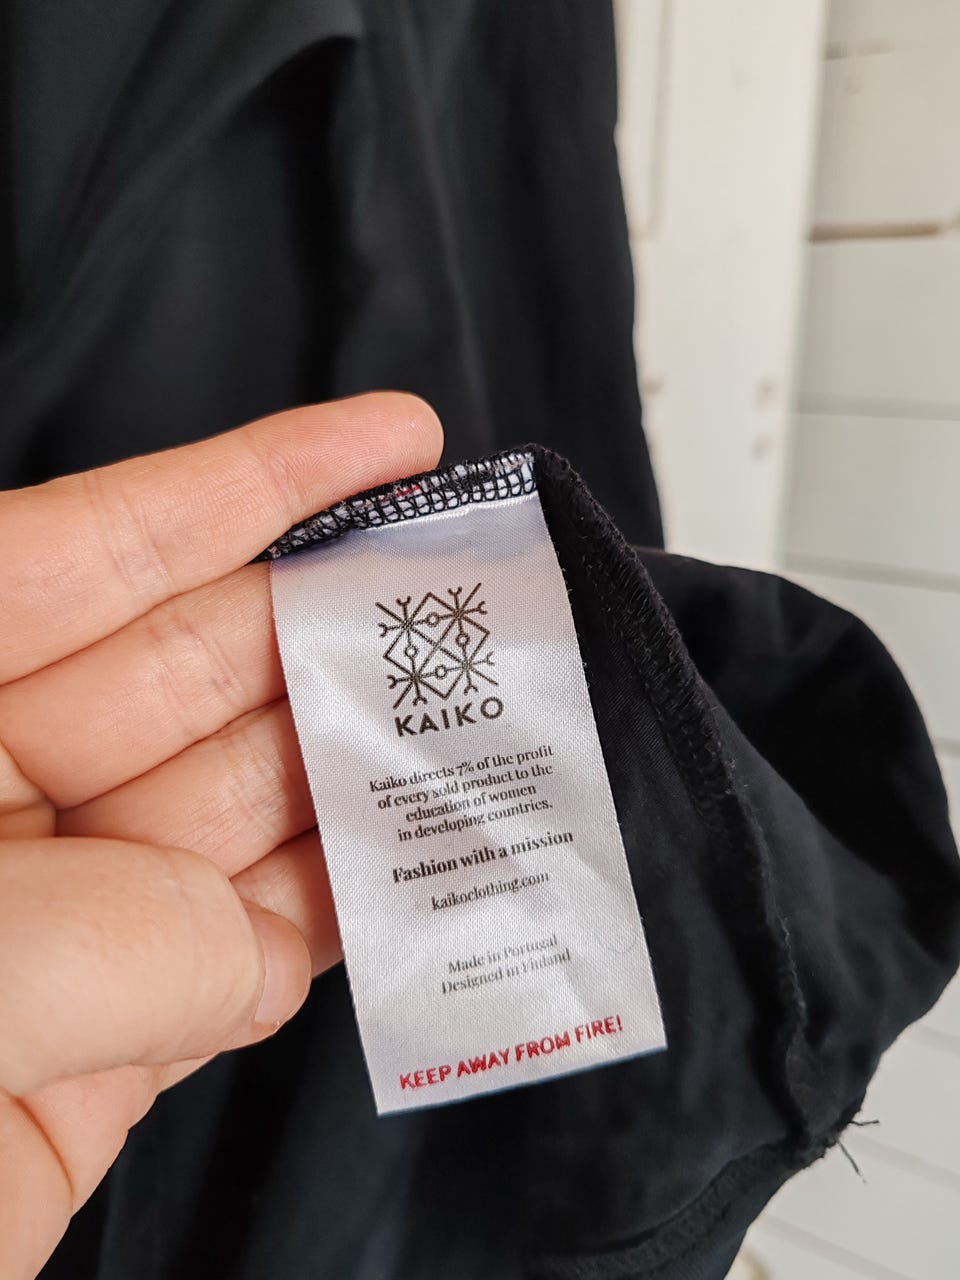 KAIKO
Kaiko directs 7% of the profit
of every sold product to the
education of women
in developing countries.
Fashion with a mission
kaikoclothing.com
Made in Portugal
Designed in Finland
KEEP AWAY FROM FIRE!